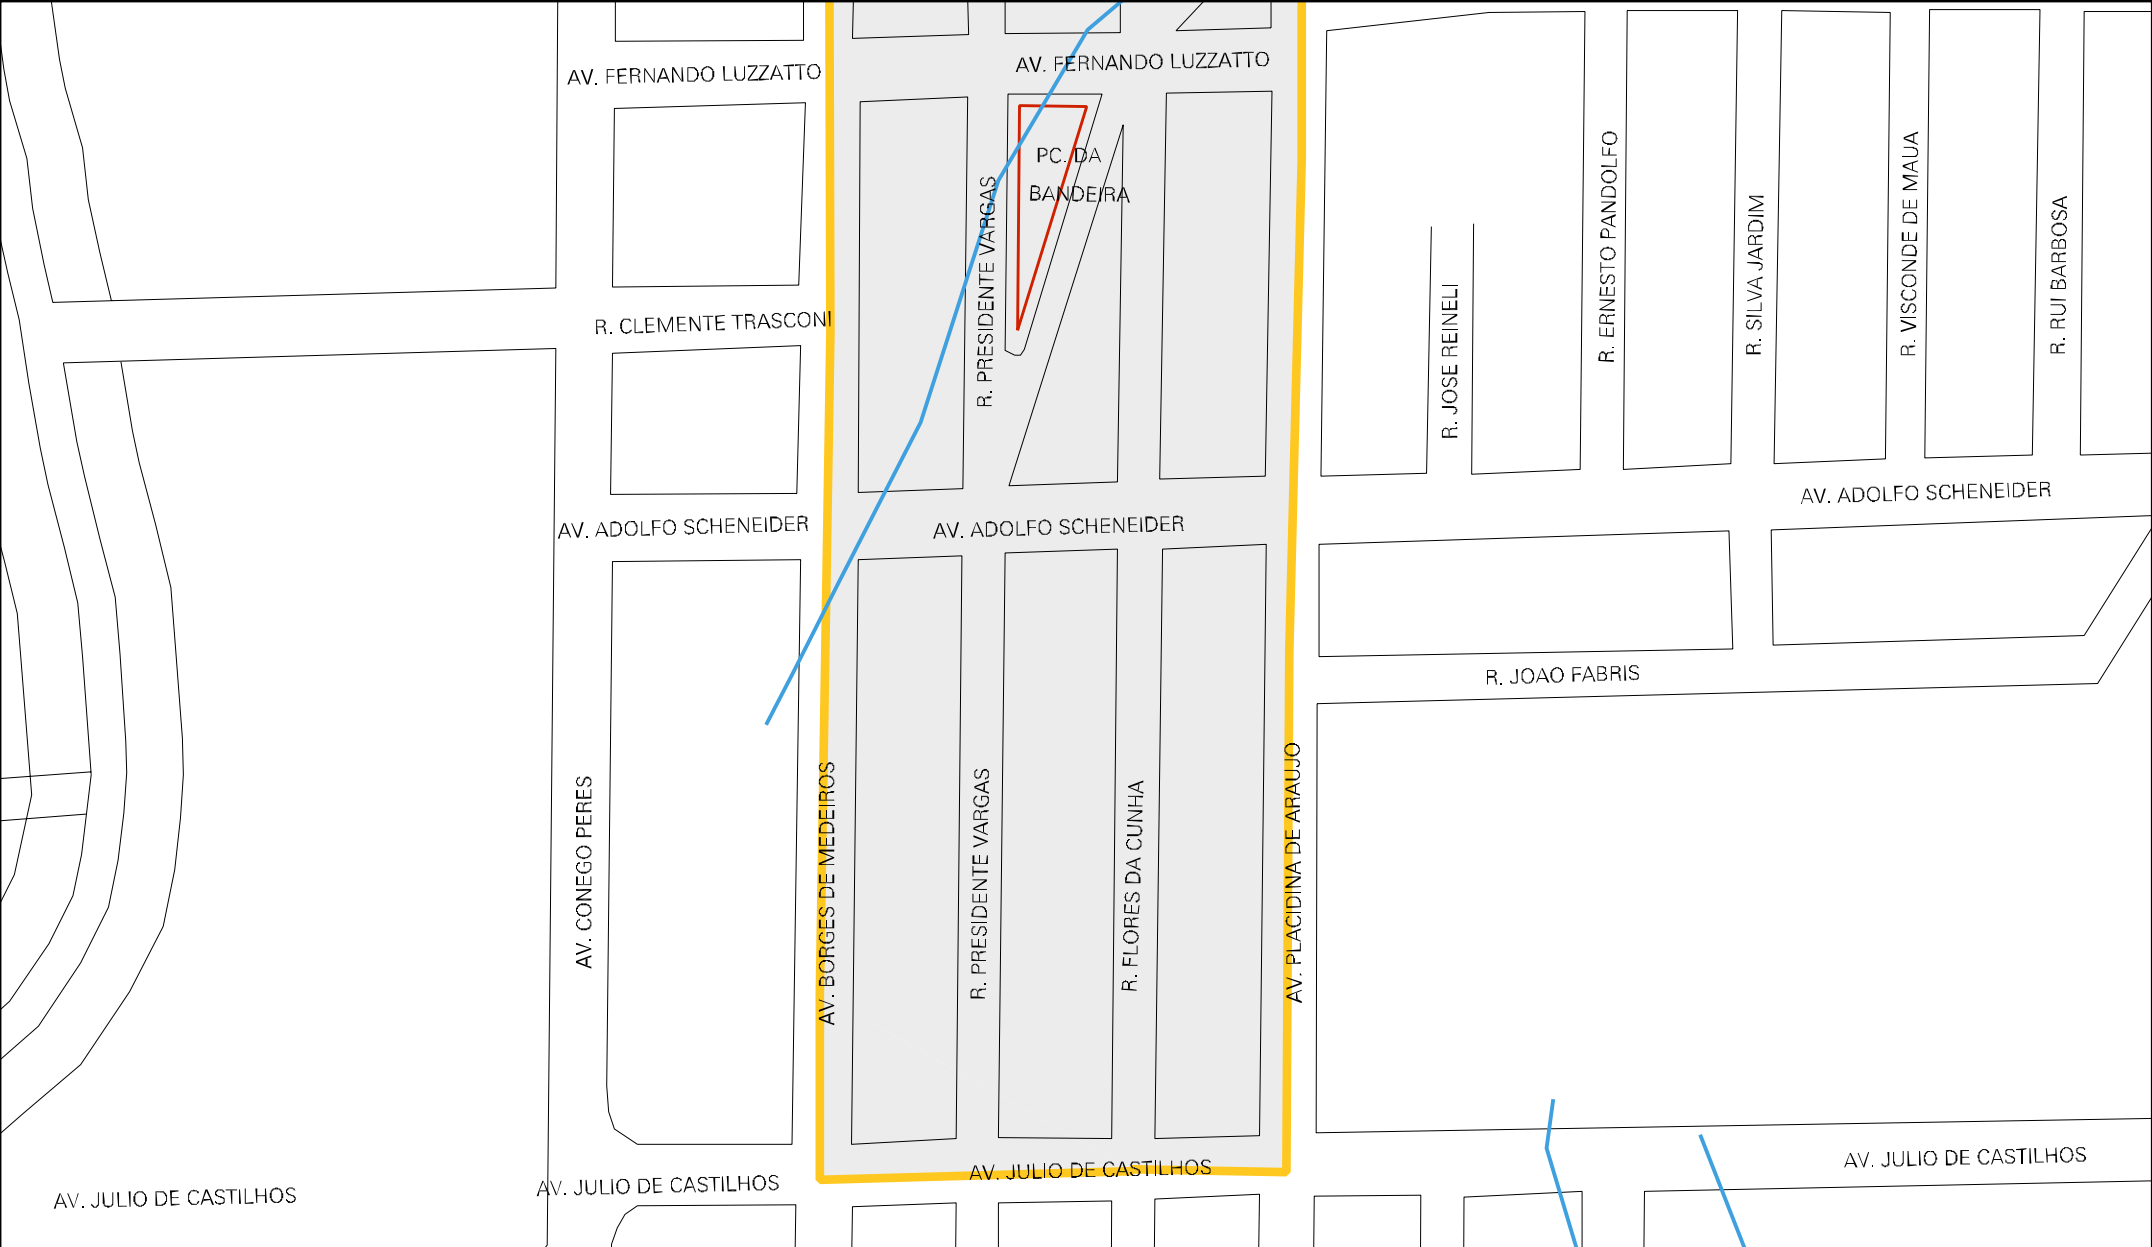 AV. FERNANDO LUZZATTO
AV. FERNANDO LUZZATTO
PC. DA
BANDEIRA
R. PRESIDENTE VARGAS
R. ERNESTO PANDOLFO
R. SILVA JARDIM
R. VISCONDE DE MAUA
R. RUI BARBOSA
R. JOSE REINELI
R. CLEMENTE TRASCONI
AV. ADOLFO SCHENEIDER
AV. ADOLFO SCHENEIDER
AV. ADOLFO SCHENEIDER
R. JOAO FABRIS
AV. CONEGO PERES
AV. BORGES DE MEDEIROS
R. PRESIDENTE VARGAS
R. FLORES DA CUNHA
AV. PLACIDINA DE ARAUJO
AV. JULIO DE CASTILHOS
AV. JULIO DE CASTILHOS
AV. JULIO DE CASTILHOS
AV. JULIO DE CASTILHOS